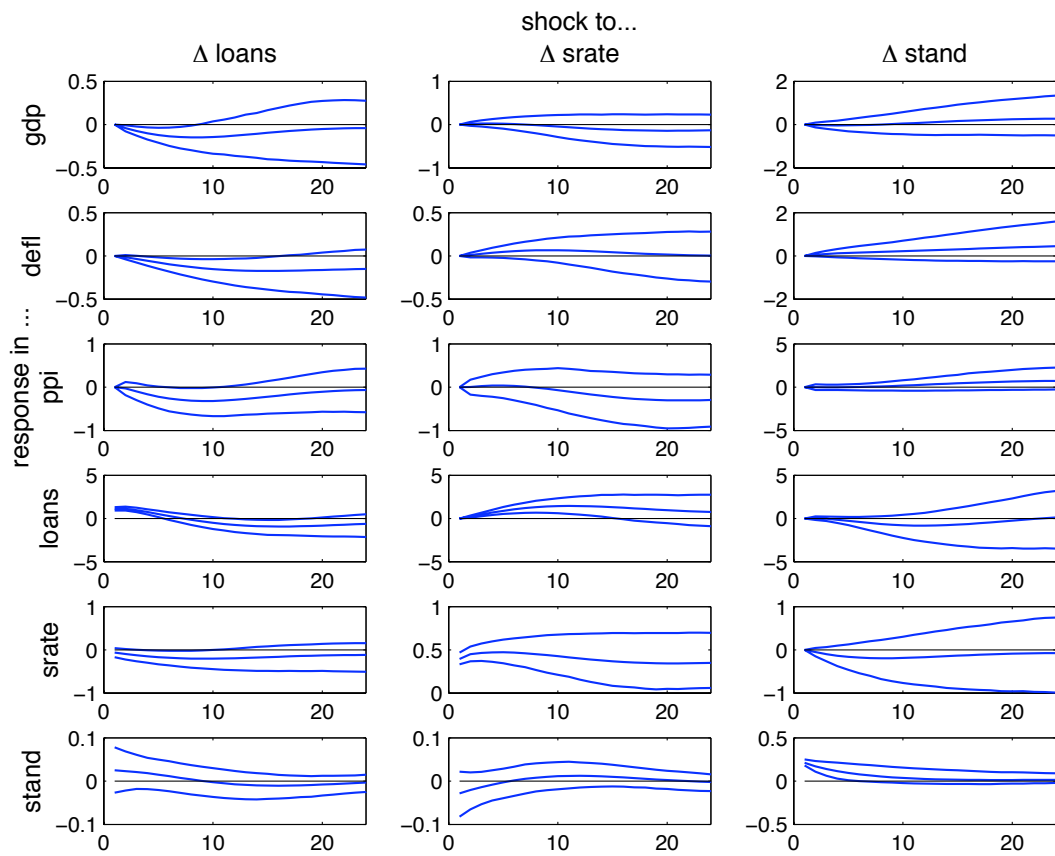 shock to...
Δ loans Δ srate Δ stand
response in ...
gdp
0.5 0 −0.5 0 10 20
1 0 −1 0 10 20
2 0 −2 0 10 20
defl
0.5 0 −0.5 0 10 20
0.5 0 −0.5 0 10 20
2 0 −2 0 10 20
ppi
1 0 −1 0 10 20
1 0 −1 0 10 20
5 0 −5 0 10 20
loans
5 0 −5 0 10 20
5 0 −5 0 10 20
5 0 −5 0 10 20
srate
1 0 −1 0 10 20
1 0.5 0 0 10 20
1 0 −1 0 10 20
stand
0.1 0 −0.1 0 10 20
0.1 0 −0.1 0 10 20
0.5 0 −0.5 0 10 20